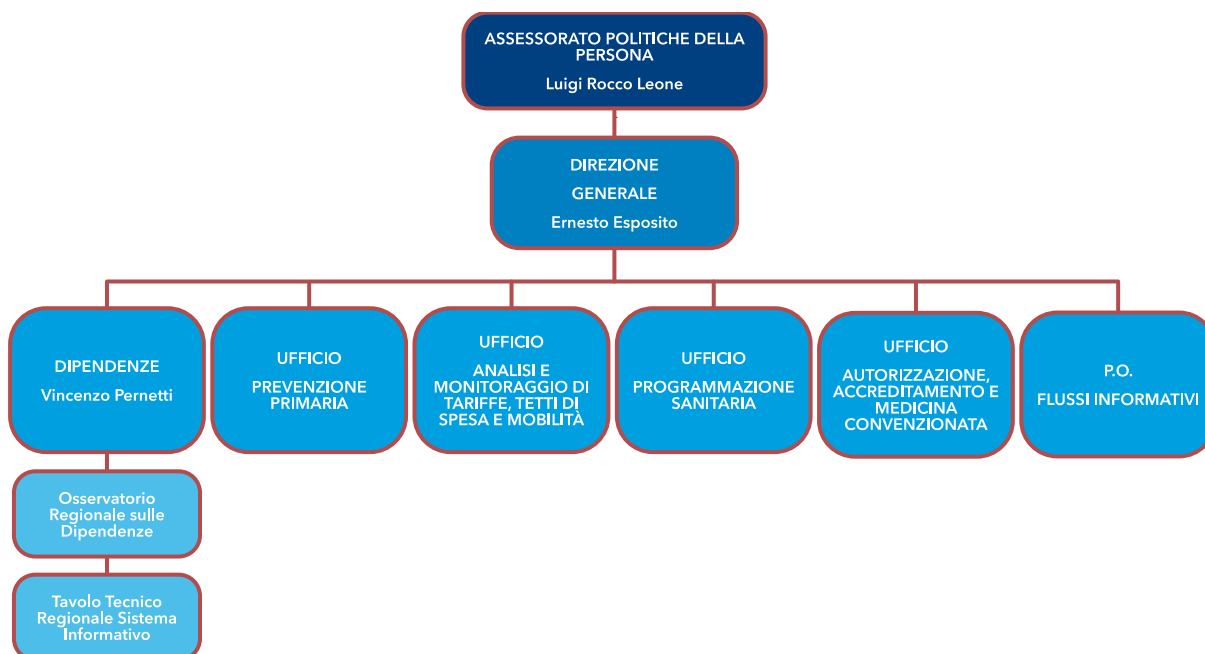 ASSESSORATO POLITICHE DELLA
PERSONA
Luigi Rocco Leone
DIREZIONE
GENERALE
Ernesto Esposito
DIPENDENZE
Vincenzo Pernetti
UFFICIO
PREVENZIONE
PRIMARIA
UFFICIO
ANALISI E
MONITORAGGIO DI
TARIFFE, TETTI DI
SPESA E MOBILITÀ
UFFICIO
PROGRAMMAZIONE
SANITARIA
UFFICIO
AUTORIZZAZIONE,
ACCREDITAMENTO E
MEDICINA
CONVENZIONATA
P.O.
FLUSSI INFORMATIVI
Osservatorio
Regionale sulle
Dipendenze
Tavolo Tecnico
Regionale Sistema
Informativo